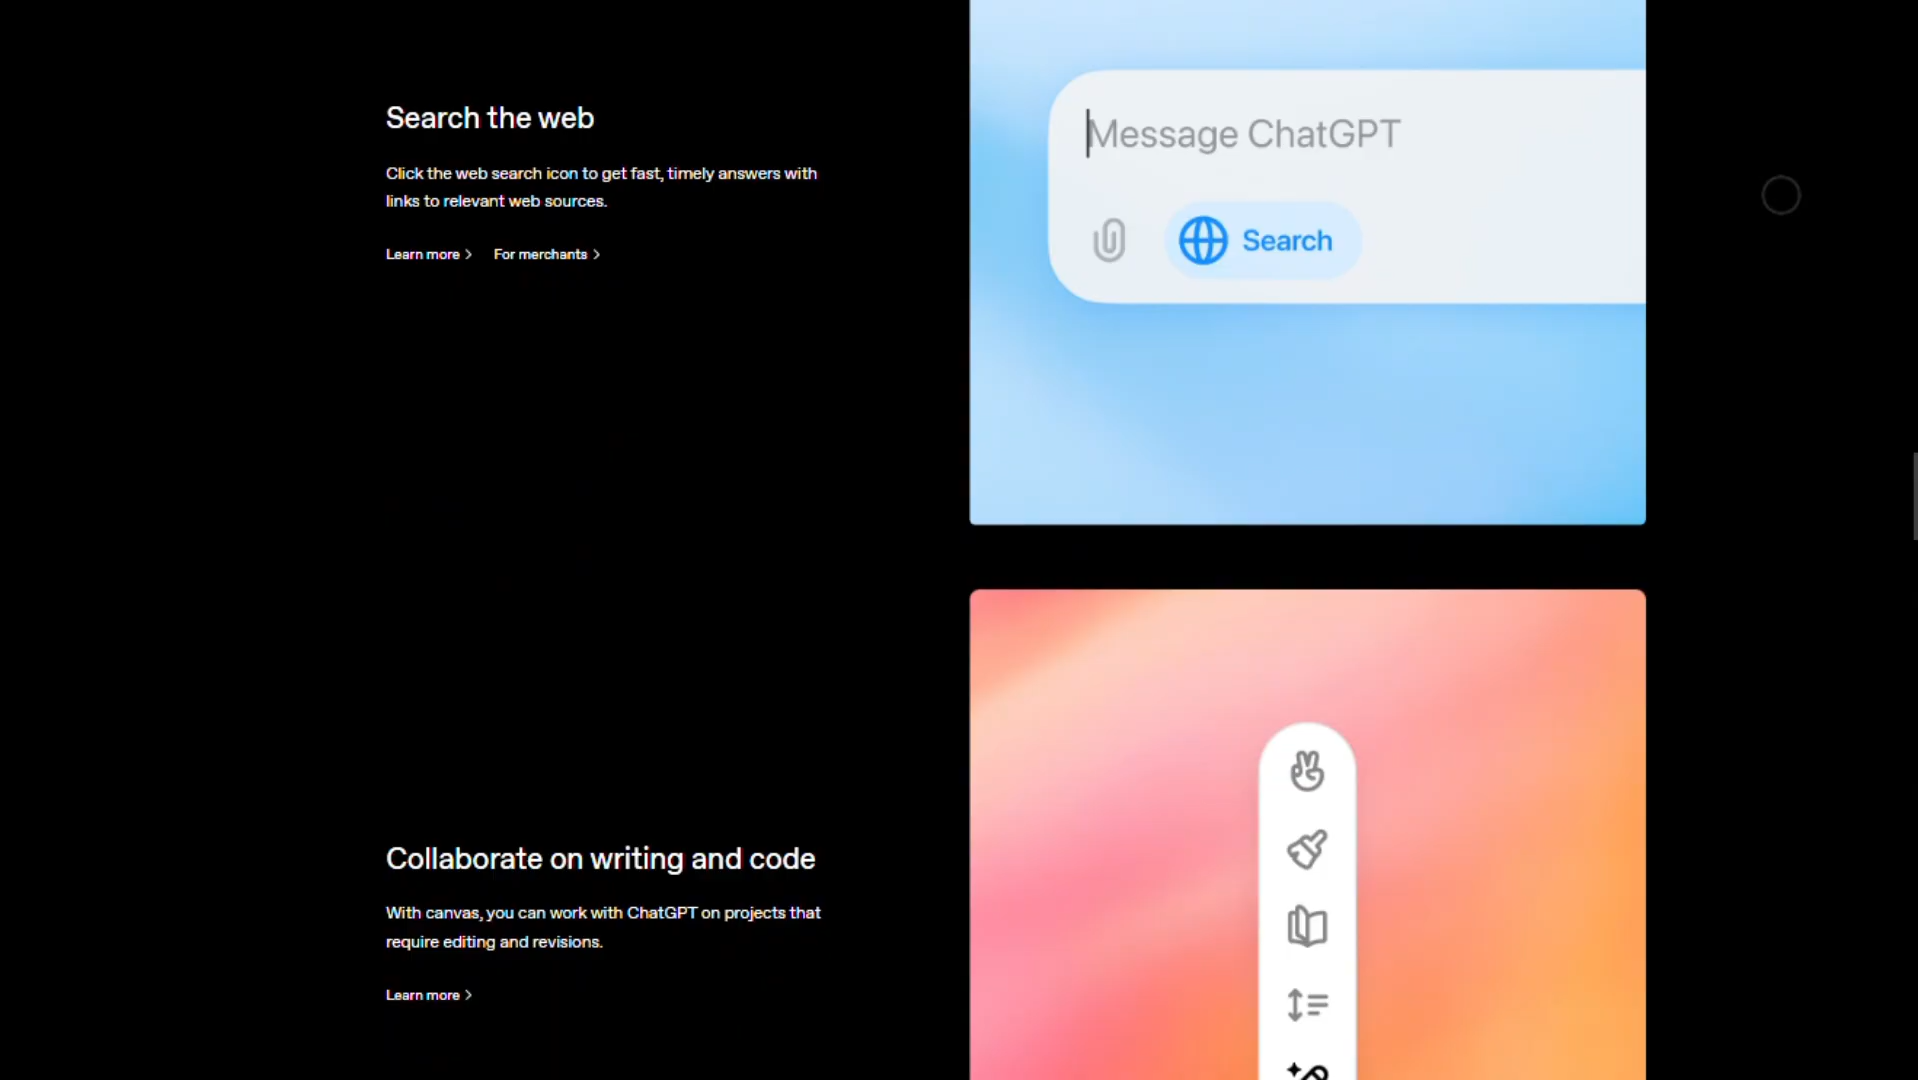 Search the web
Click the web search icon to get fast, timely answers with
links to relevant web sources.
Learn more
For merchants
Message ChatGPT
Search
Collaborate on writing and code
With canvas, you can work with ChatGPT on projects that
require editing and revisions.
Learn more